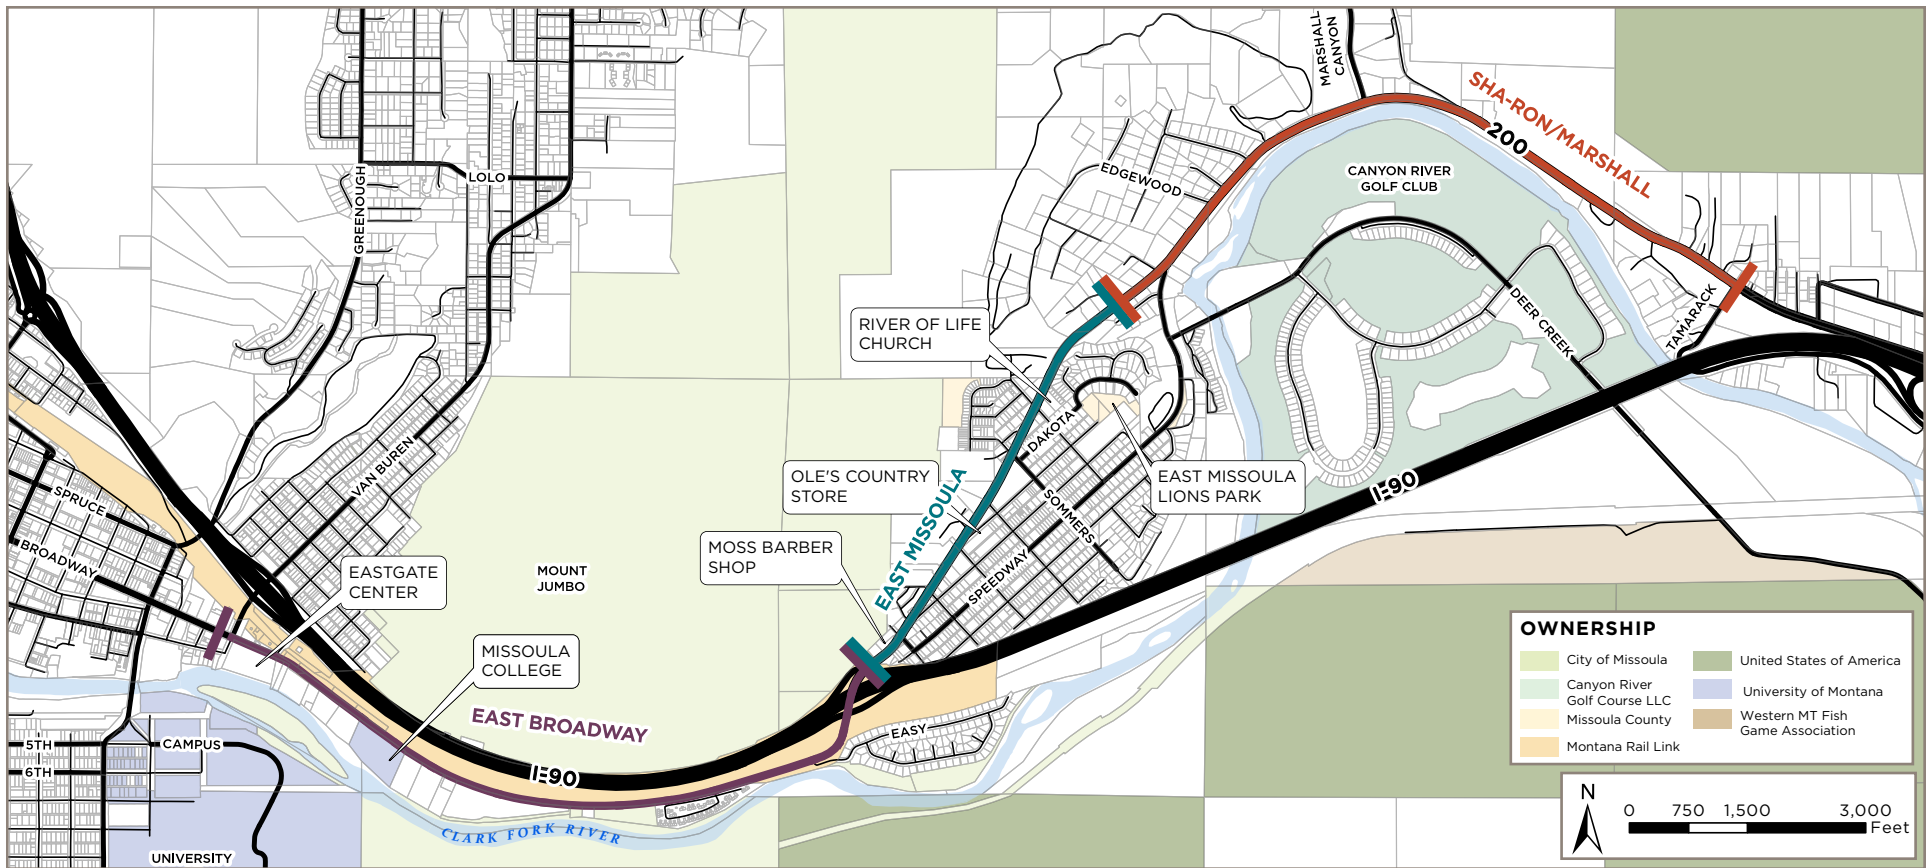 MARSHALL
CANYON
SHA-RON/MARSHALL
200
LOLO
GREENOUGH
EDGEWOOD
CANYON RIVER
GOLF CLUB
RIVER OF LIFE
CHURCH
DEER CREEK
TAMARACK
DAKOTA
VAN BUREN
OLE'S COUNTRY
STORE
EAST MISSOULA
LIONS PARK
I-90
EAST MISSOULA
SOMMERS
SPRUCE
BROADWAY
MOSS BARBER
SHOP
SPEEDWAY
EASTGATE
CENTER
MOUNT
JUMBO
MISSOULA
COLLEGE
EAST BROADWAY
EASY
5TH
CAMPUS
6TH
I-90
CLARK FORK RIVER
UNIVERSITY
OWNERSHIP
City of Missoula
Canyon River
Golf Course LLC
Missoula County
Montana Rail Link
United States of America
University of Montana
Western MT Fish
Game Association
N
0 750 1,500 3,000
Feet